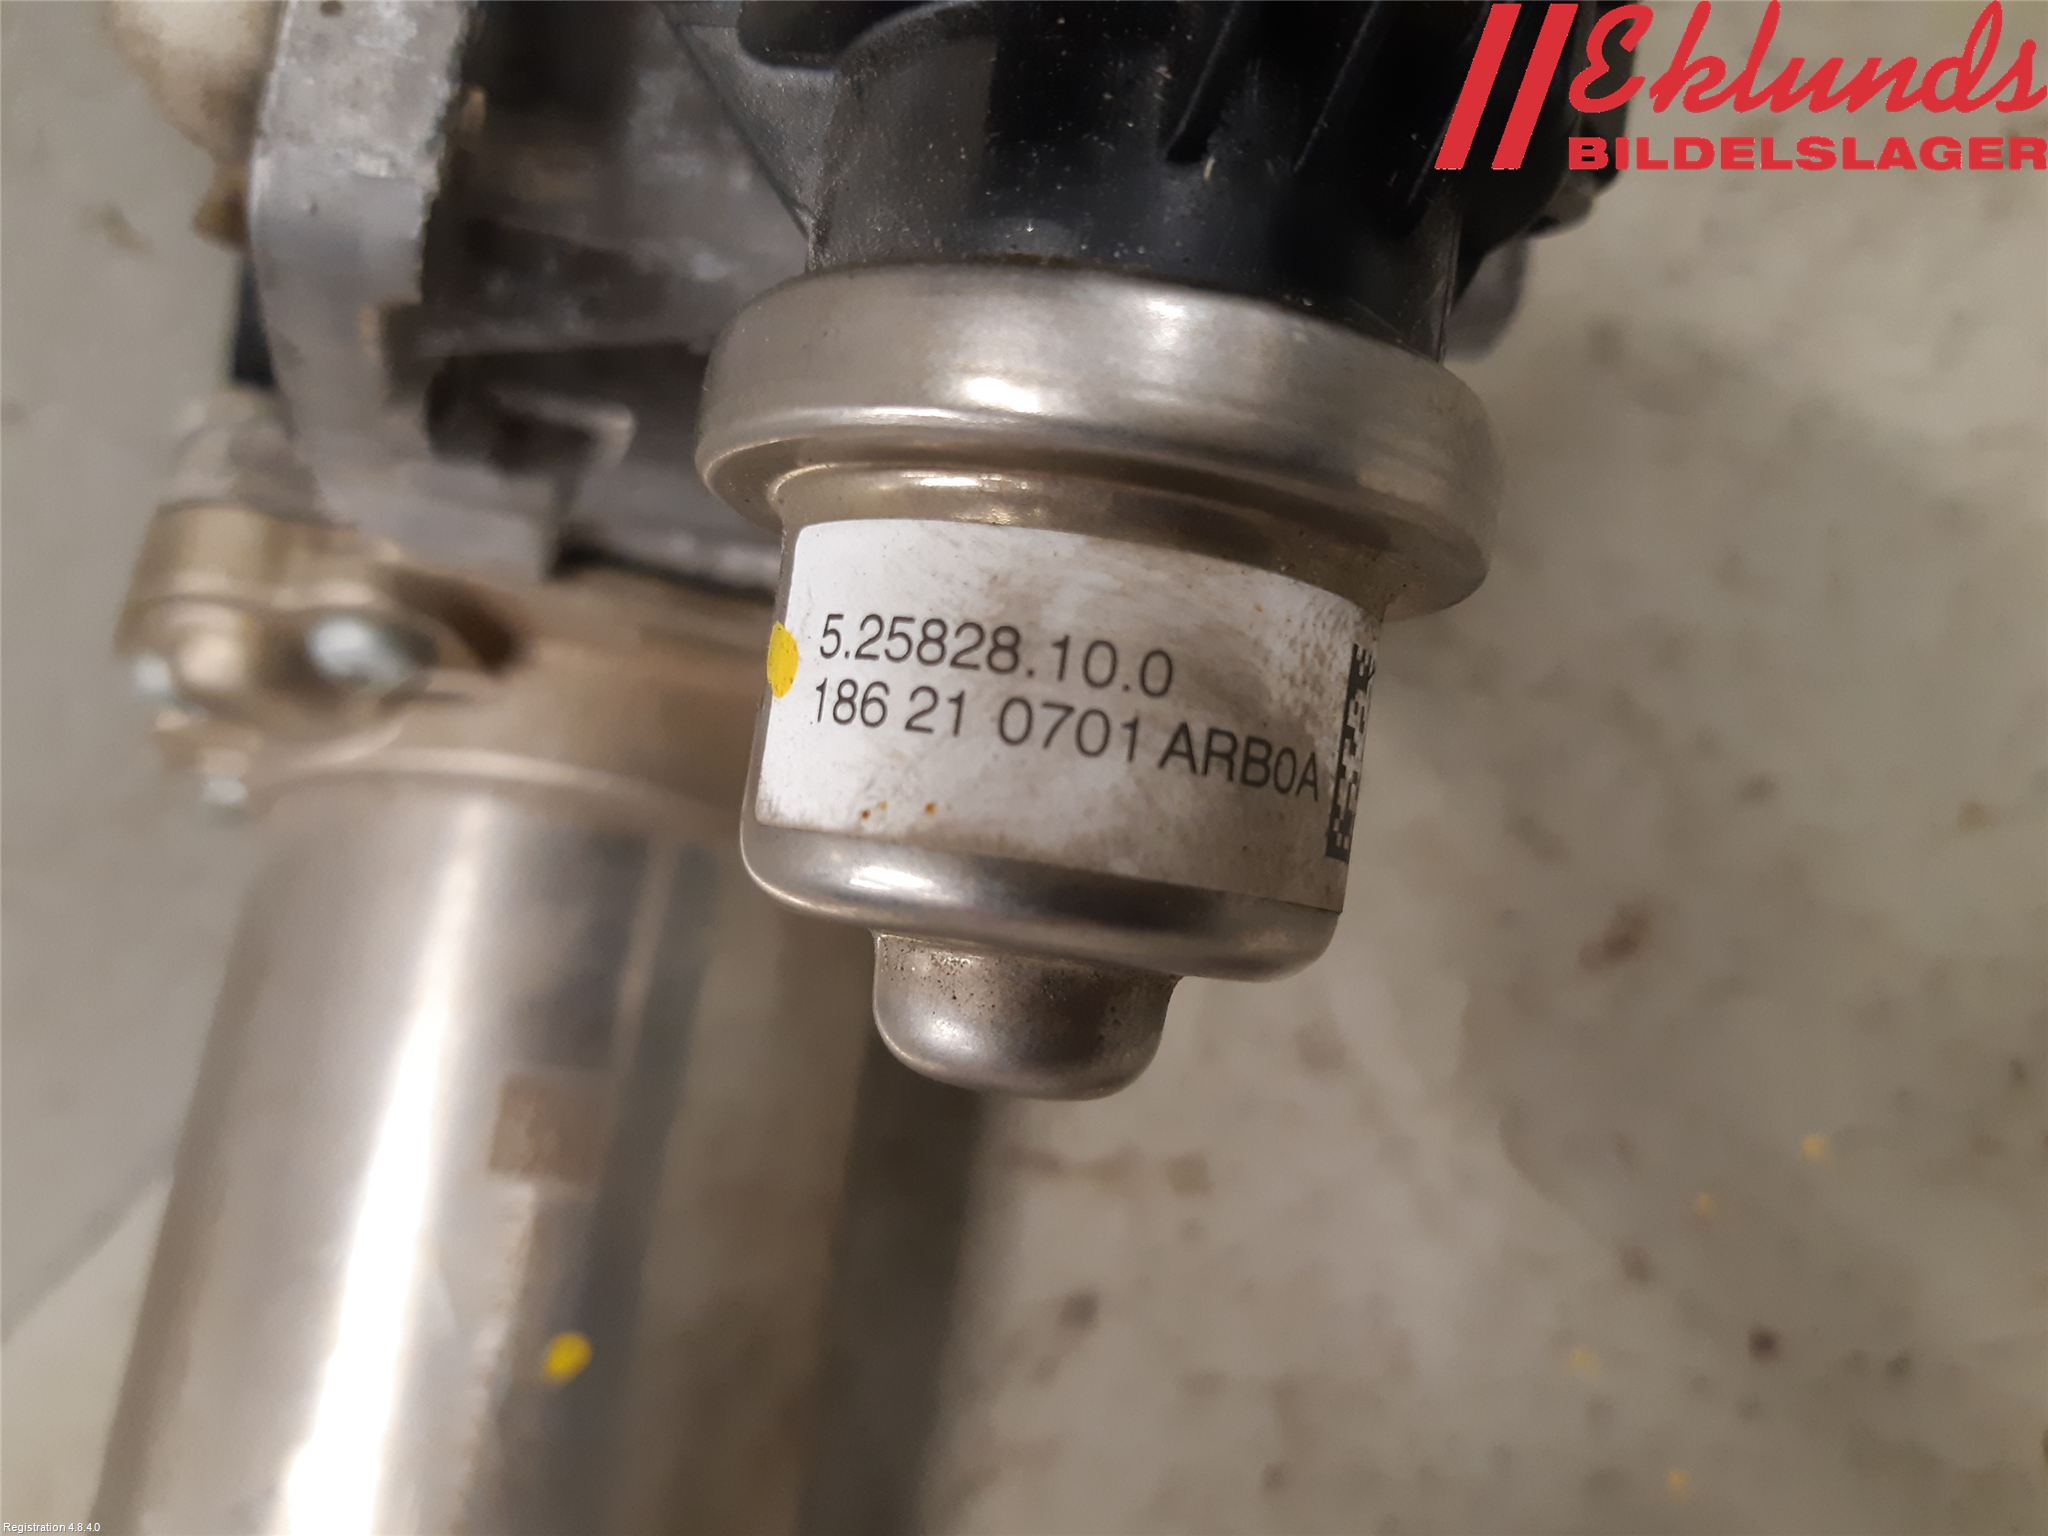 Eklunds
BILDELSLAGER
5.25828.10.0
186 21 0701 ARB0A
Registration 4.8.4.0